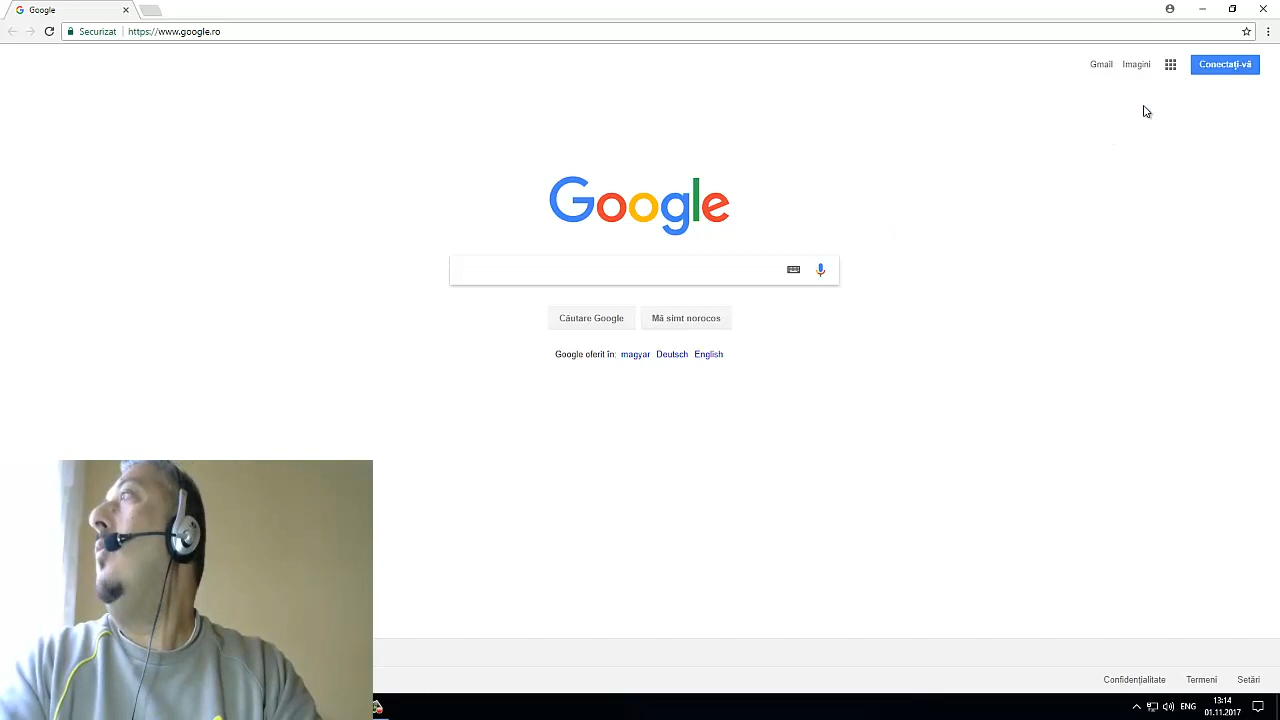 Google
Securizat
https://www.google.ro
Gmail
Imagini
Conectați-vă
Google
Căutare Google
Mă simt norocos
Google oferit în: magyar Deutsch English
Confidențialitate
Termeni
Setări
ENG
13:14
01.11.2017